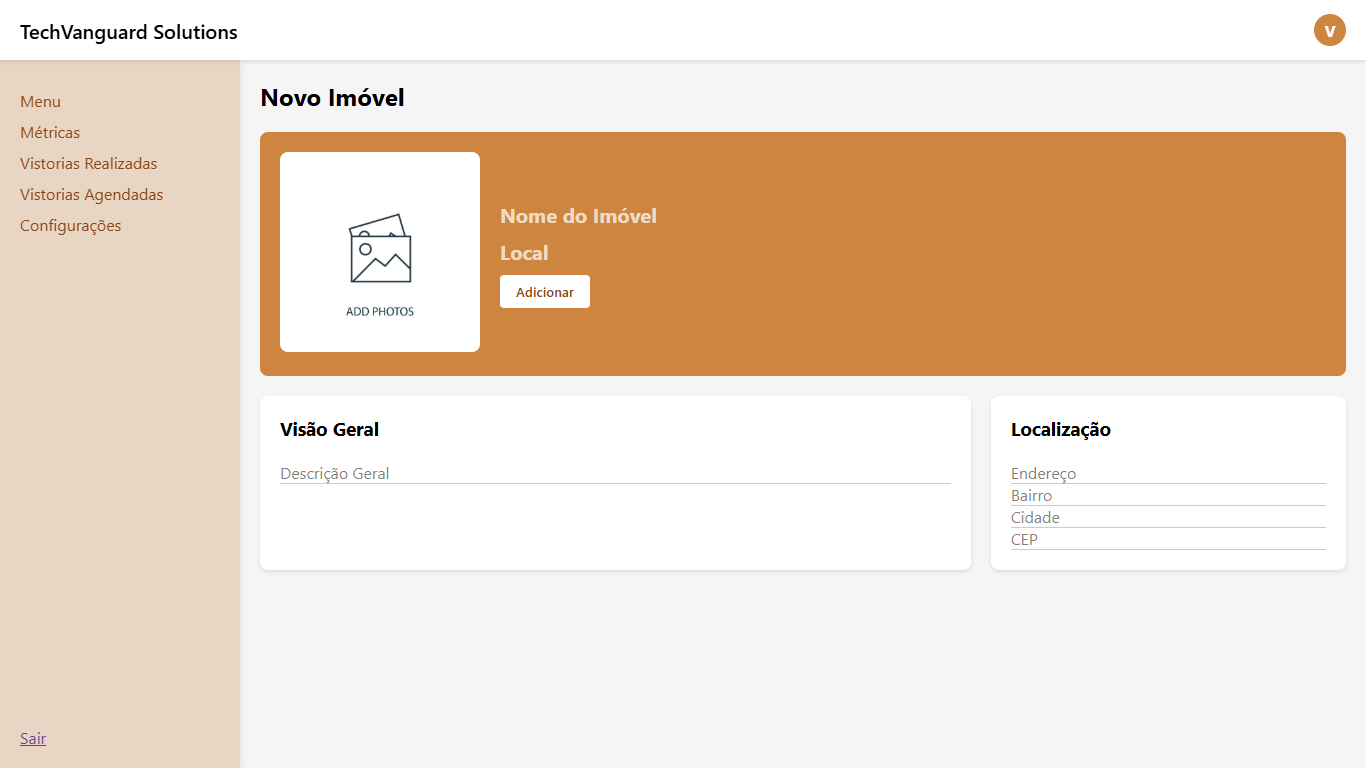 TechVanguard Solutions
V
Menu
Métricas
Vistorias Realizadas
Vistorias Agendadas
Configurações
Sair
Novo Imóvel
ADD PHOTOS
Nome do Imóvel
Local
Adicionar
Visão Geral
Descrição Geral
Localização
Endereço
Bairro
Cidade
CEP